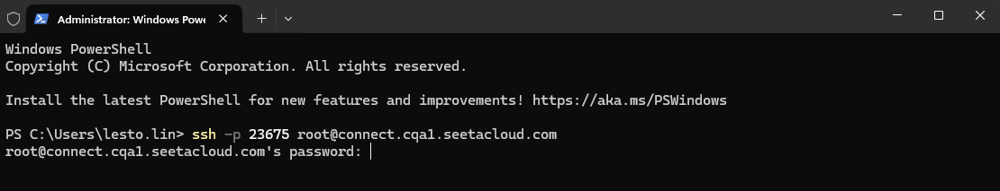 Administrator: Windows Powe
Windows PowerShell
Copyright (C) Microsoft Corporation. All rights reserved.
Install the latest PowerShell for new features and improvements! https://aka.ms/PSWindows
PS C:\Users\lesto.lin> ssh -p 23675 root@connect.cqa1.seetacloud.com
root@connect.cqa1.seetacloud.com's password: